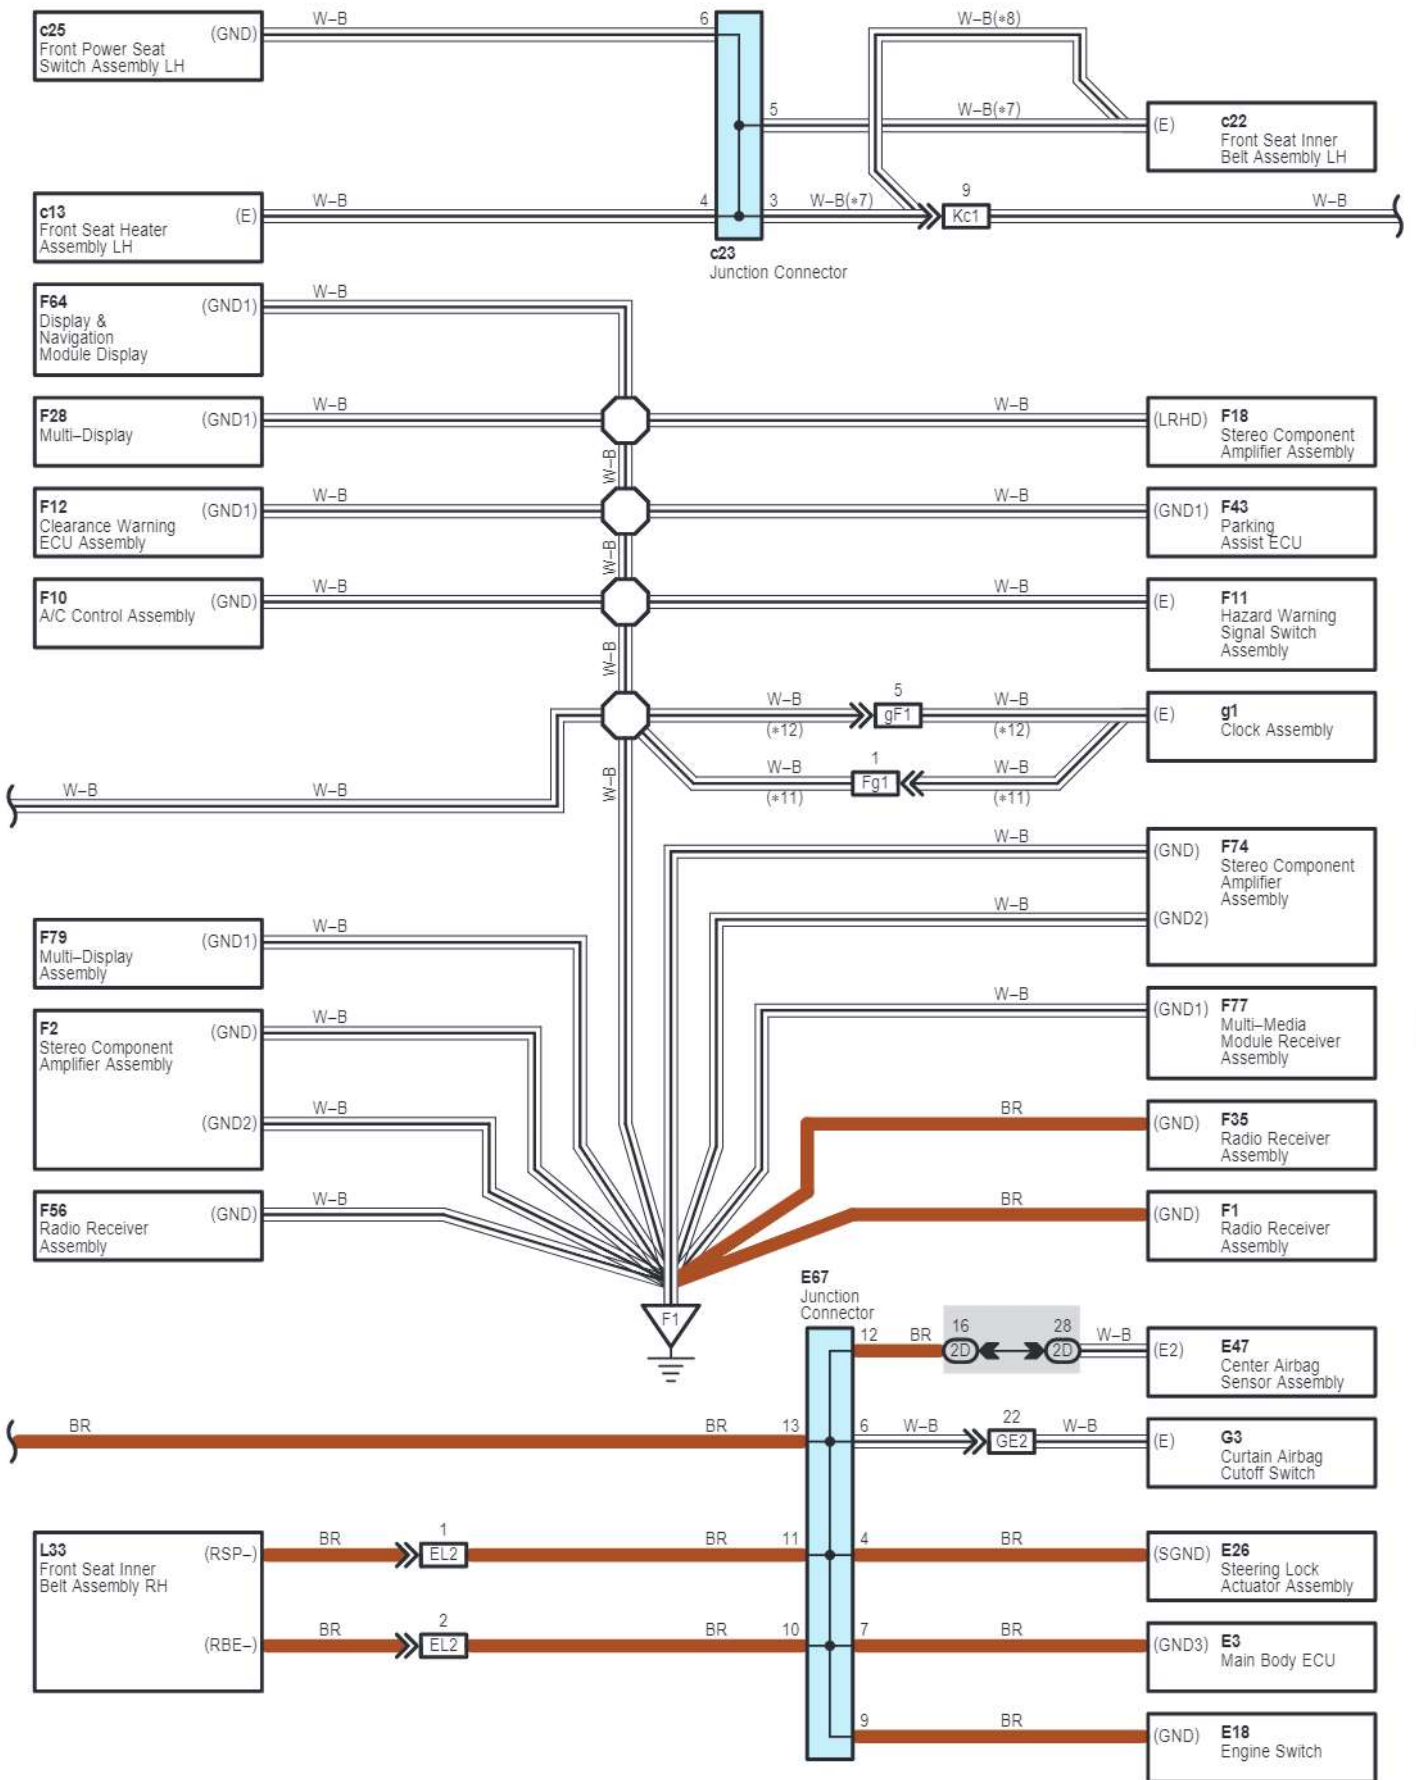 c25
Front Power Seat
Switch Assembly LH
(GND)
W–B
6
W–B(*8)
5
W–B(*7)
(E)
c22
Front Seat Inner
Belt Assembly LH
c13
Front Seat Heater
Assembly LH
(E)
W–B
4
3
W–B(*7)
9
Kc1
W–B
c23
Junction Connector
F64
Display &
Navigation
Module Display
(GND1)
W–B
F28
Multi–Display
(GND1)
W–B
W–B
(LRHD)
F18
Stereo Component
Amplifier Assembly
W–B
F12
Clearance Warning
ECU Assembly
(GND1)
W–B
W–B
(GND1)
F43
Parking
Assist ECU
W–B
F10
A/C Control Assembly
(GND)
W–B
W–B
(E)
F11
Hazard Warning
Signal Switch
Assembly
W–B
W–B
(*12)
5
gF1
W–B
(*12)
(E)
g1
Clock Assembly
W–B
(*11)
1
Fg1
W–B
(*11)
W–B
W–B
W–B
W–B
(GND)
F74
Stereo Component
Amplifier
Assembly
W–B
(GND2)
F79
Multi–Display
Assembly
(GND1)
W–B
W–B
(GND1)
F77
Multi–Media
Module Receiver
Assembly
F2
Stereo Component
Amplifier Assembly
(GND)
W–B
(GND2)
W–B
BR
(GND)
F35
Radio Receiver
Assembly
F56
Radio Receiver
Assembly
(GND)
W–B
BR
(GND)
F1
Radio Receiver
Assembly
F1
E67
Junction
Connector
12
BR
16
2D
28
2D
W–B
(E2)
E47
Center Airbag
Sensor Assembly
BR
BR
13
6
W–B
22
GE2
W–B
(E)
G3
Curtain Airbag
Cutoff Switch
L33
Front Seat Inner
Belt Assembly RH
(RSP–)
BR
1
EL2
BR
11
4
BR
(SGND)
E26
Steering Lock
Actuator Assembly
(RBE–)
BR
2
EL2
BR
10
7
BR
(GND3)
E3
Main Body ECU
9
BR
(GND)
E18
Engine Switch